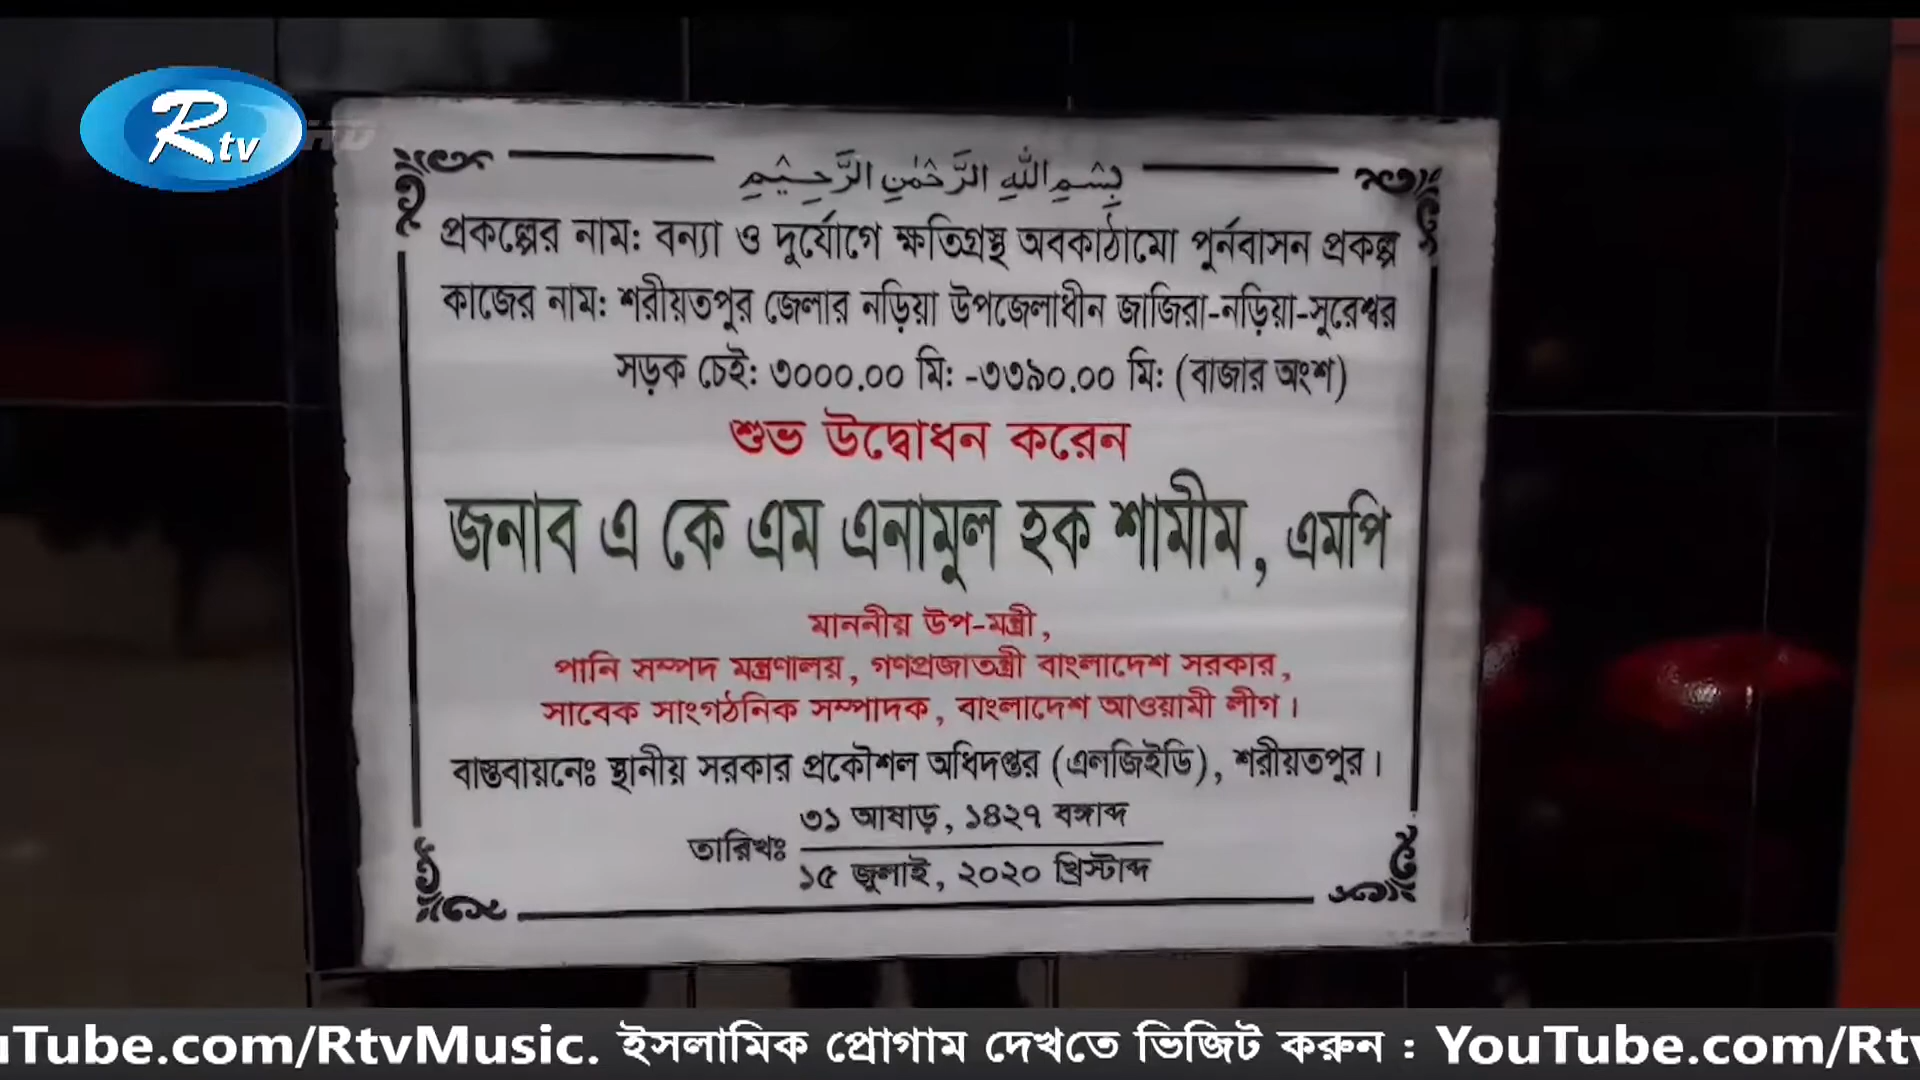 Rtv HD
بِسْمِ اللهِ الرَّحْمٰنِ الرَّحِيْمِ
প্রকল্পের নাম: বন্যা ও দুর্যোগে ক্ষতিগ্রস্থ অবকাঠামো পুর্নবাসন প্রকল্প
কাজের নাম: শরীয়তপুর জেলার নড়িয়া উপজেলাধীন জাজিরা-নড়িয়া-সুরেশ্বর
সড়ক চেই: ৩০০০.০০ মি: -৩৩৯০.০০ মি: (বাজার অংশ)
শুভ উদ্বোধন করেন
জনাব এ কে এম এনামুল হক শামীম, এমপি
মাননীয় উপ-মন্ত্রী,
পানি সম্পদ মন্ত্রণালয়, গণপ্রজাতন্ত্রী বাংলাদেশ সরকার,
সাবেক সাংগঠনিক সম্পাদক, বাংলাদেশ আওয়ামী লীগ।
বাস্তবায়নেঃ স্থানীয় সরকার প্রকৌশল অধিদপ্তর (এলজিইডি), শরীয়তপুর।
৩১ আষাড়, ১৪২৭ বঙ্গাব্দ
তারিখঃ
১৫ জুলাই, ২০২০ খ্রিস্টাব্দ
uTube.com/RtvMusic. ইসলামিক প্রোগাম দেখতে ভিজিট করুন : YouTube.com/Rtv